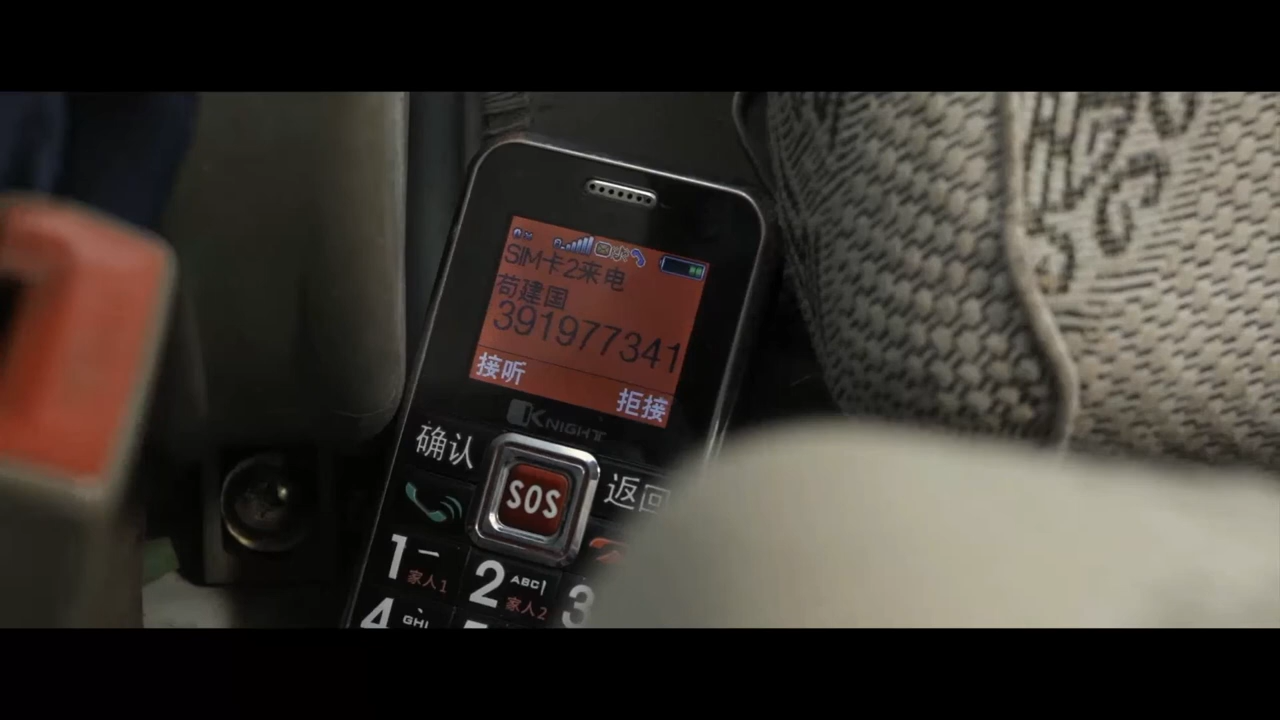 SIM卡2来电
苟建国
391977341
接听
拒接
KNIGHT
确认
SOS
返回
1
家人1
2 ABC
家人2
3
4 GHI